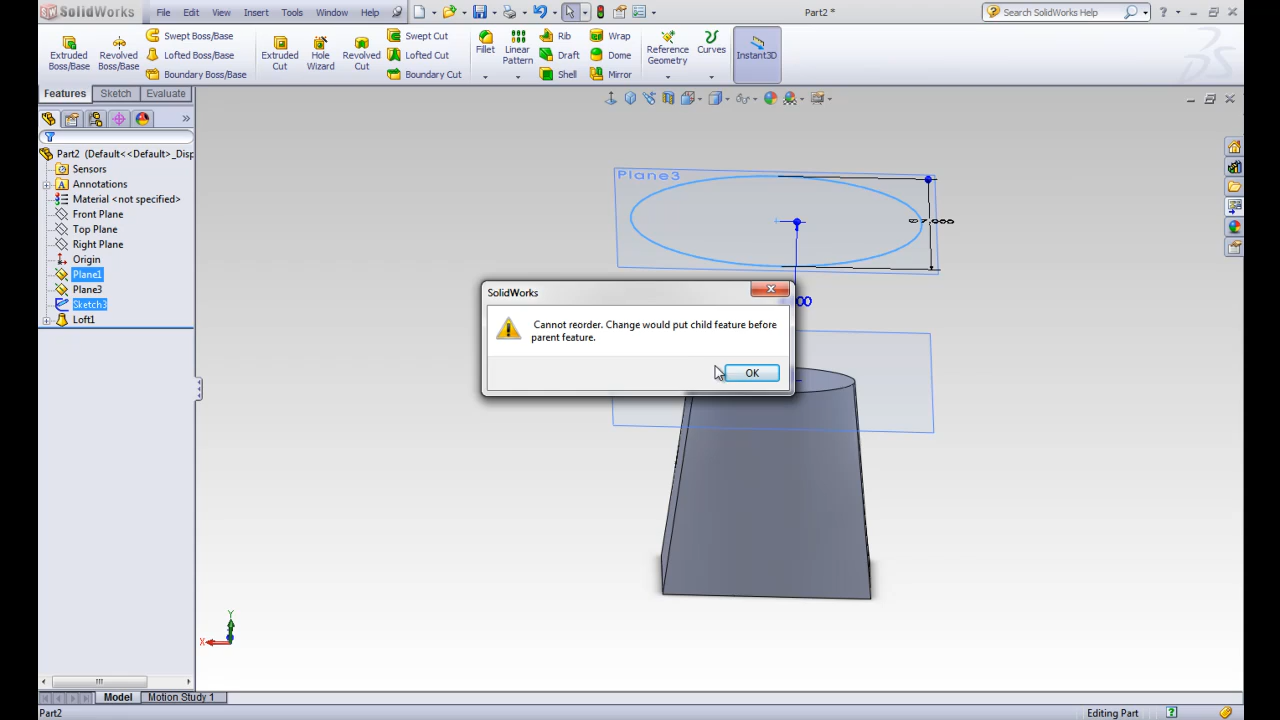 SolidWorks
File Edit View Insert Tools Window Help
Part2 *
Search SolidWorks Help
Extruded Boss/Base
Revolved Boss/Base
Swept Boss/Base
Lofted Boss/Base
Boundary Boss/Base
Extruded Cut
Hole Wizard
Revolved Cut
Swept Cut
Lofted Cut
Boundary Cut
Fillet
Linear Pattern
Rib
Draft
Shell
Wrap
Dome
Mirror
Reference Geometry
Curves
Instant3D
Features Sketch Evaluate
Part2 (Default<<Default>_Disp
Sensors
Annotations
Material <not specified>
Front Plane
Top Plane
Right Plane
Origin
Plane1
Plane3
Sketch3
Loft1
Plane3
SolidWorks
Cannot reorder. Change would put child feature before
parent feature.
OK
X
Y
Model Motion Study 1
Part2
Editing Part